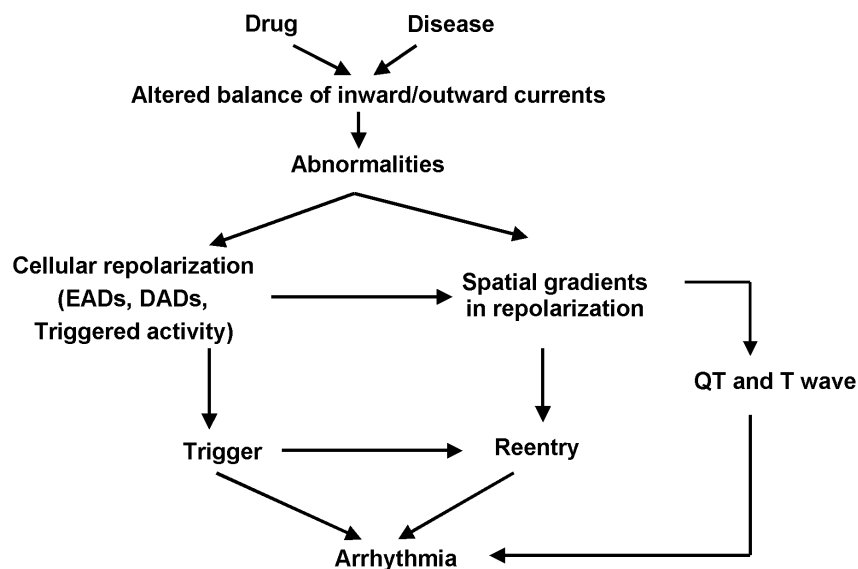 Drug
Disease
Altered balance of inward/outward currents
Abnormalities
Cellular repolarization
(EADs, DADs,
Triggered activity)
Spatial gradients
in repolarization
QT and T wave
Trigger
Reentry
Arrhythmia